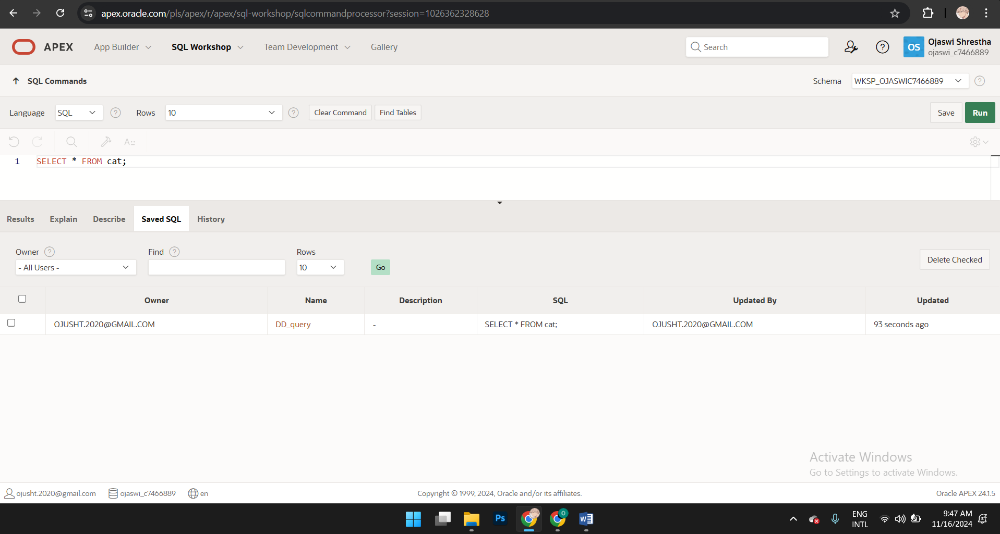 apex.oracle.com/pls/apex/r/apex/sql-workshop/sqlcommandprocessor?session=1026362328628
APEX App Builder SQL Workshop Team Development Gallery Search ? OS Ojaswi Shrestha
ojaswi_c7466889
SQL Commands Schema WKSP_OJASWIC7466889 ?
Language SQL ? Rows 10 ? Clear Command Find Tables Save Run
A::
1 SELECT * FROM cat;
Results Explain Describe Saved SQL History
Owner ? Find ? Rows
- All Users - 10 Go Delete Checked
Owner Name Description SQL Updated By Updated
OJUSHT.2020@GMAIL.COM DD_query - SELECT * FROM cat; OJUSHT.2020@GMAIL.COM 93 seconds ago
Activate Windows
Go to Settings to activate Windows.
ojusht.2020@gmail.com ojaswi_c7466889 en Copyright © 1999, 2024, Oracle and/or its affiliates. Oracle APEX 24.1.5
Ps 0 W ENG 9:47 AM
INTL 11/16/2024